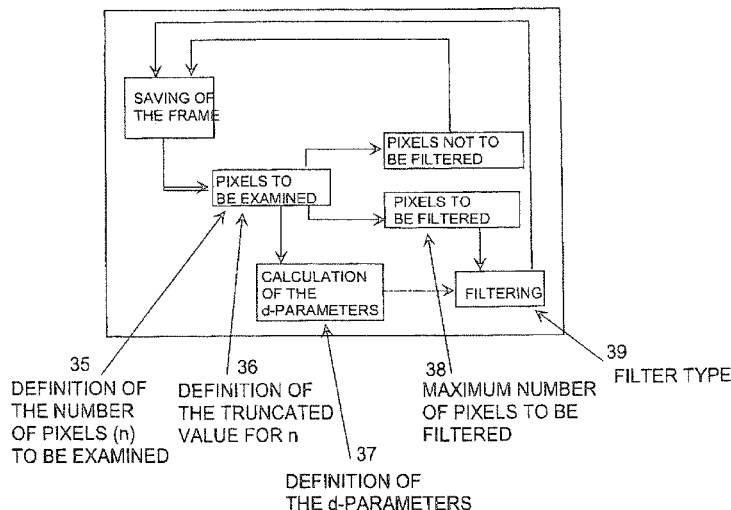 SAVING OF
THE FRAME
PIXELS NOT TO
BE FILTERED
PIXELS TO
BE EXAMINED
PIXELS TO
BE FILTERED
CALCULATION
OF THE
d-PARAMETERS
FILTERING
35
DEFINITION OF
THE NUMBER
OF PIXELS (n)
TO BE EXAMINED
36
DEFINITION OF
THE TRUNCATED
VALUE FOR n
37
DEFINITION OF
THE d-PARAMETERS
38
MAXIMUM NUMBER
OF PIXELS TO BE
FILTERED
39
FILTER TYPE